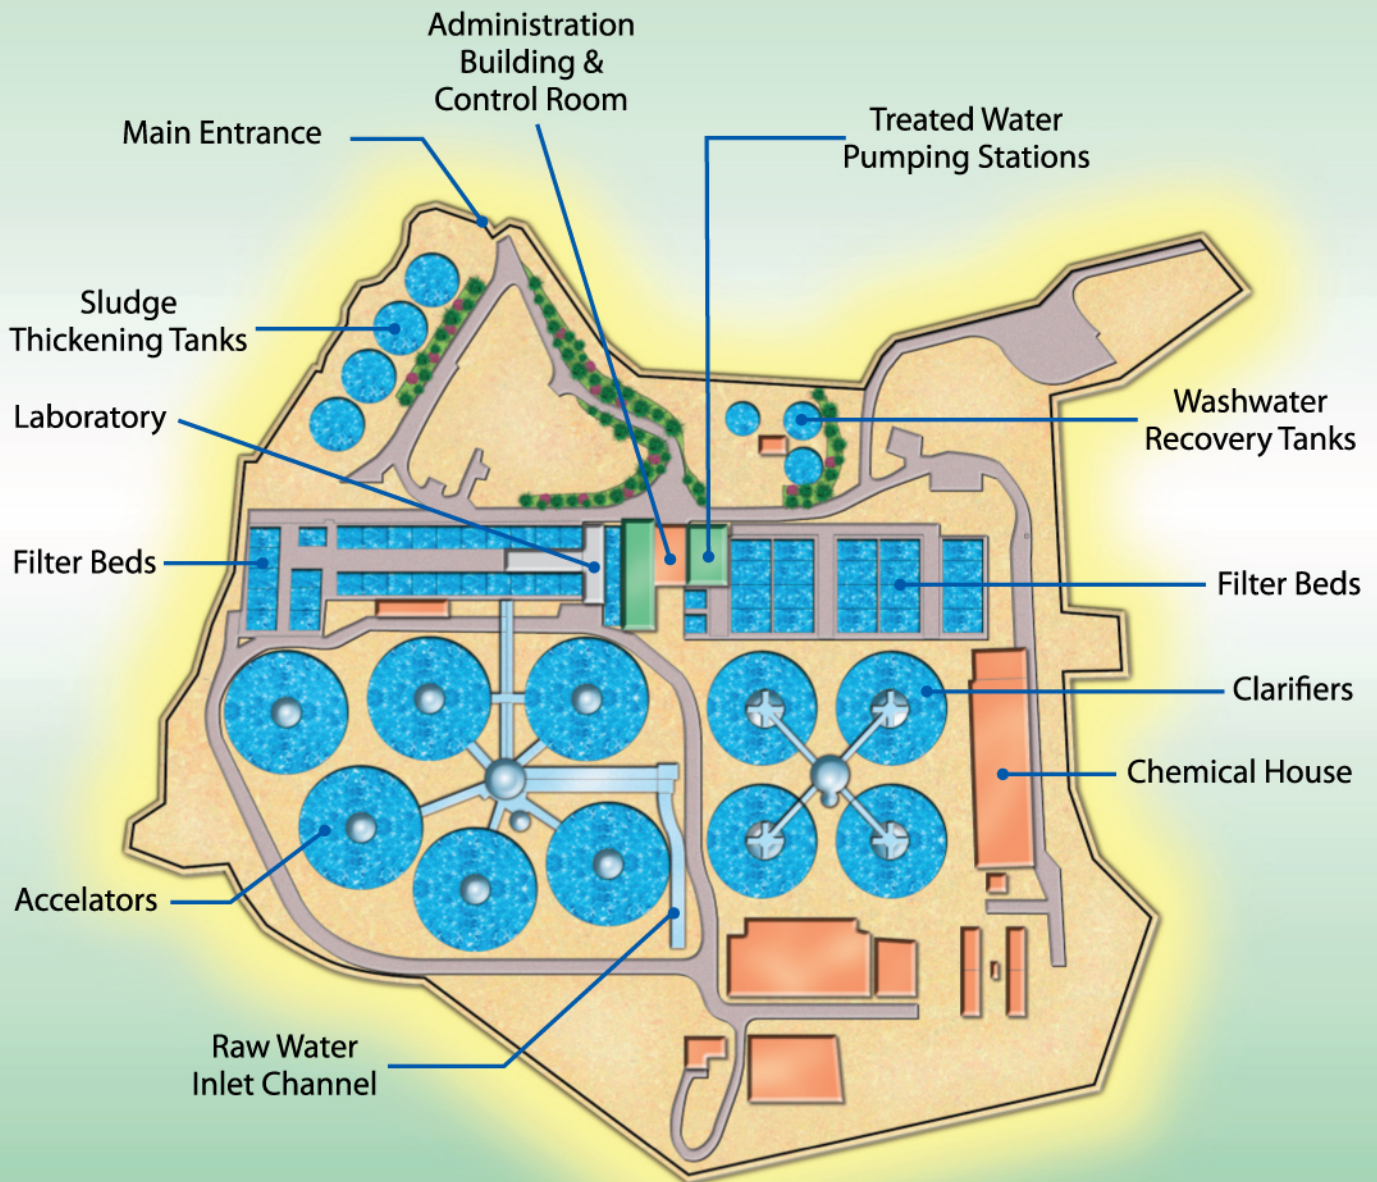 Administration
Building &
Control Room
Main Entrance
Treated Water
Pumping Stations
Sludge
Thickening Tanks
Laboratory
Washwater
Recovery Tanks
Filter Beds
Filter Beds
Clarifiers
Chemical House
Accelators
Raw Water
Inlet Channel